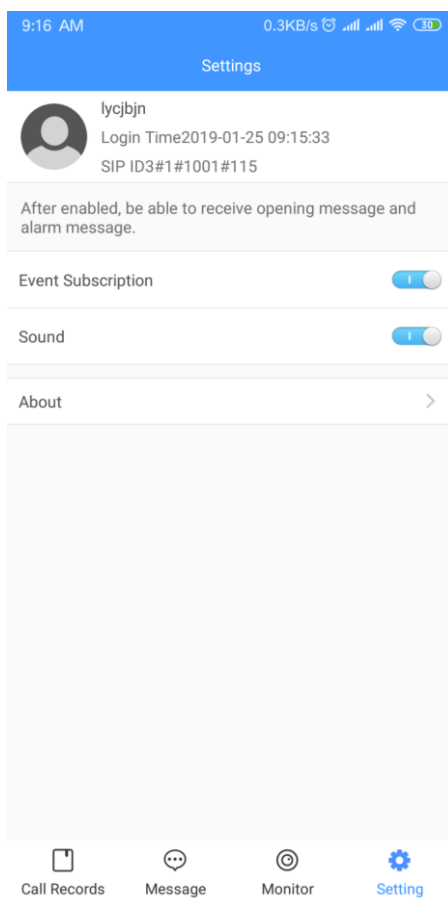 9:16 AM 0.3KB/s 30
Settings
lycjbjn
Login Time2019-01-25 09:15:33
SIP ID3#1#1001#115
After enabled, be able to receive opening message and
alarm message.
Event Subscription
Sound
About
Call Records Message Monitor Setting